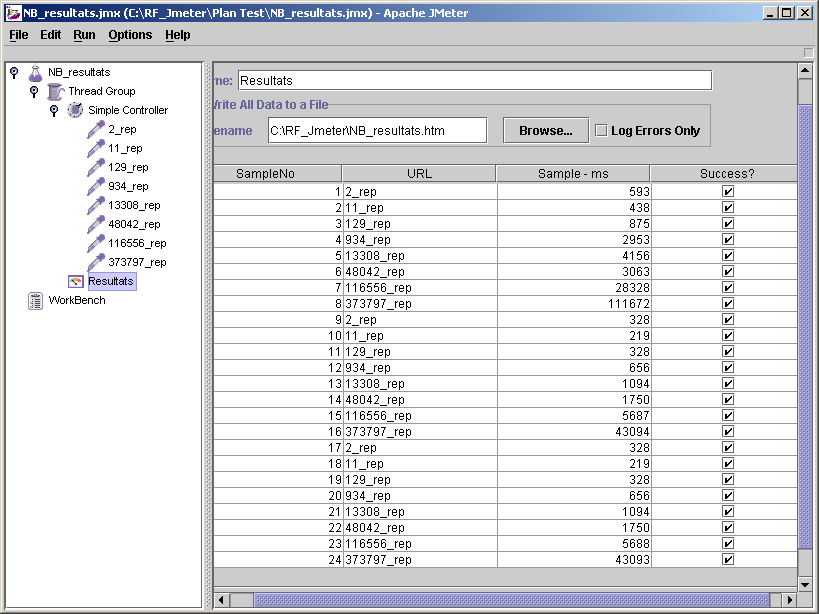 NB_resultats.jmx (C:\RF_Jmeter\Plan Test\NB_resultats.jmx) - Apache JMeter
File Edit Run Options Help
NB_resultats
Thread Group
Simple Controller
2_rep
11_rep
129_rep
934_rep
13308_rep
48042_rep
116556_rep
373797_rep
Resultats
WorkBench
me: Resultats
Write All Data to a File
ename C:\RF_Jmeter\NB_resultats.htm Browse... Log Errors Only
SampleNo URL Sample - ms Success?
1 2_rep 593
2 11_rep 438
3 129_rep 875
4 934_rep 2953
5 13308_rep 4156
6 48042_rep 3063
7 116556_rep 28328
8 373797_rep 111672
9 2_rep 328
10 11_rep 219
11 129_rep 328
12 934_rep 656
13 13308_rep 1094
14 48042_rep 1750
15 116556_rep 5687
16 373797_rep 43094
17 2_rep 328
18 11_rep 219
19 129_rep 328
20 934_rep 656
21 13308_rep 1094
22 48042_rep 1750
23 116556_rep 5688
24 373797_rep 43093